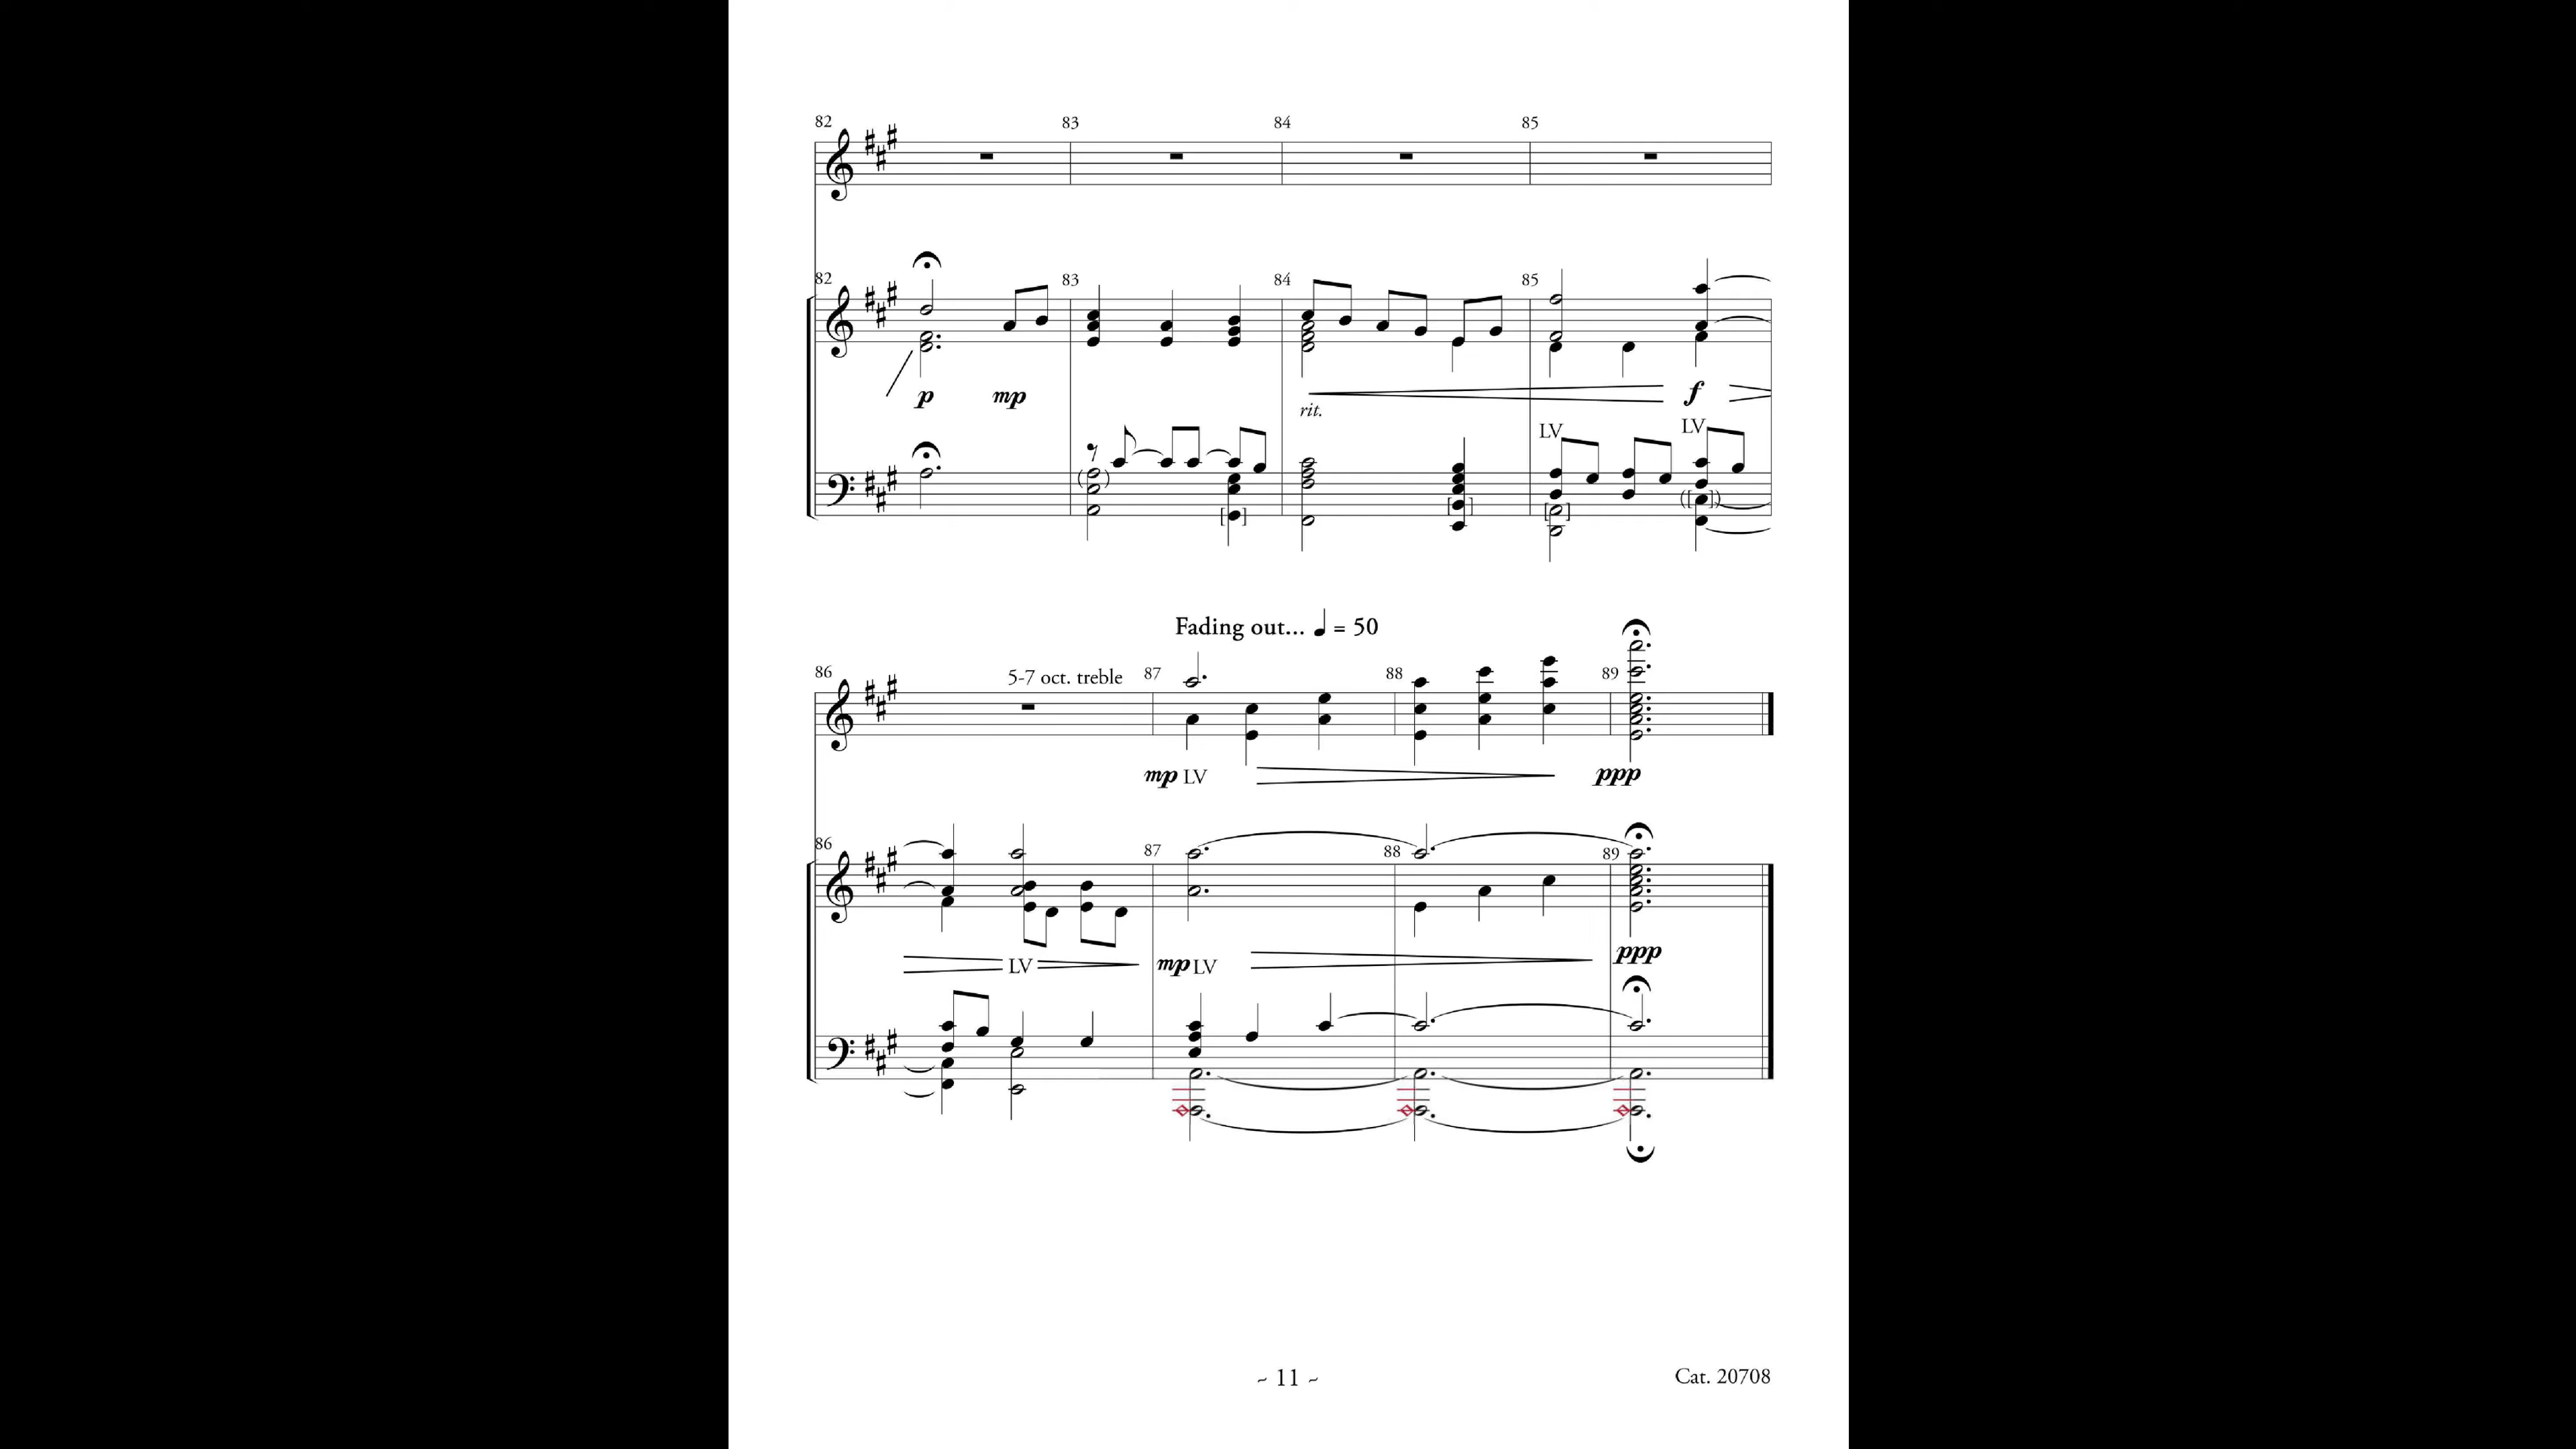 82 83 84 85
82 83 84 85
p mp f
rit.
LV LV
Fading out... ♩ = 50
86 5-7 oct. treble 87 88 89
mp LV ppp
86 87 88 89
LV mp LV ppp
~ 11 ~
Cat. 20708